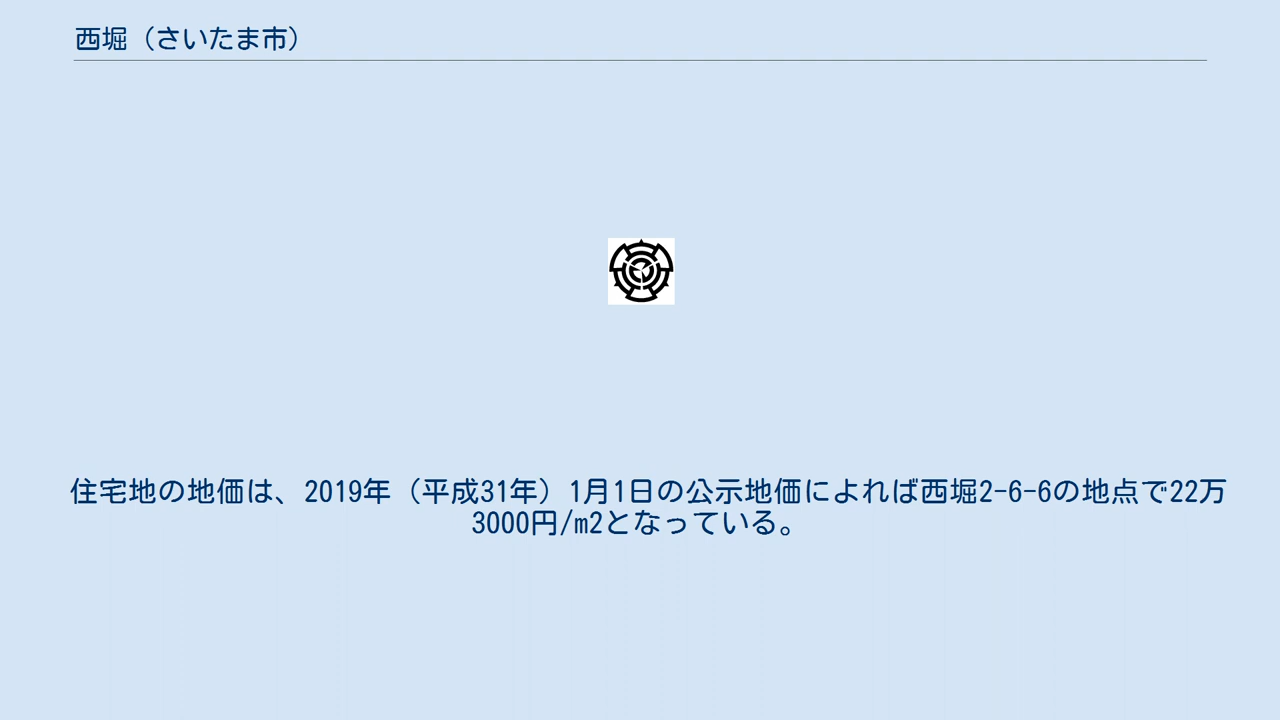 西堀（さいたま市）
住宅地の地価は、2019年（平成31年）1月1日の公示地価によれば西堀2-6-6の地点で22万
3000円/m2となっている。